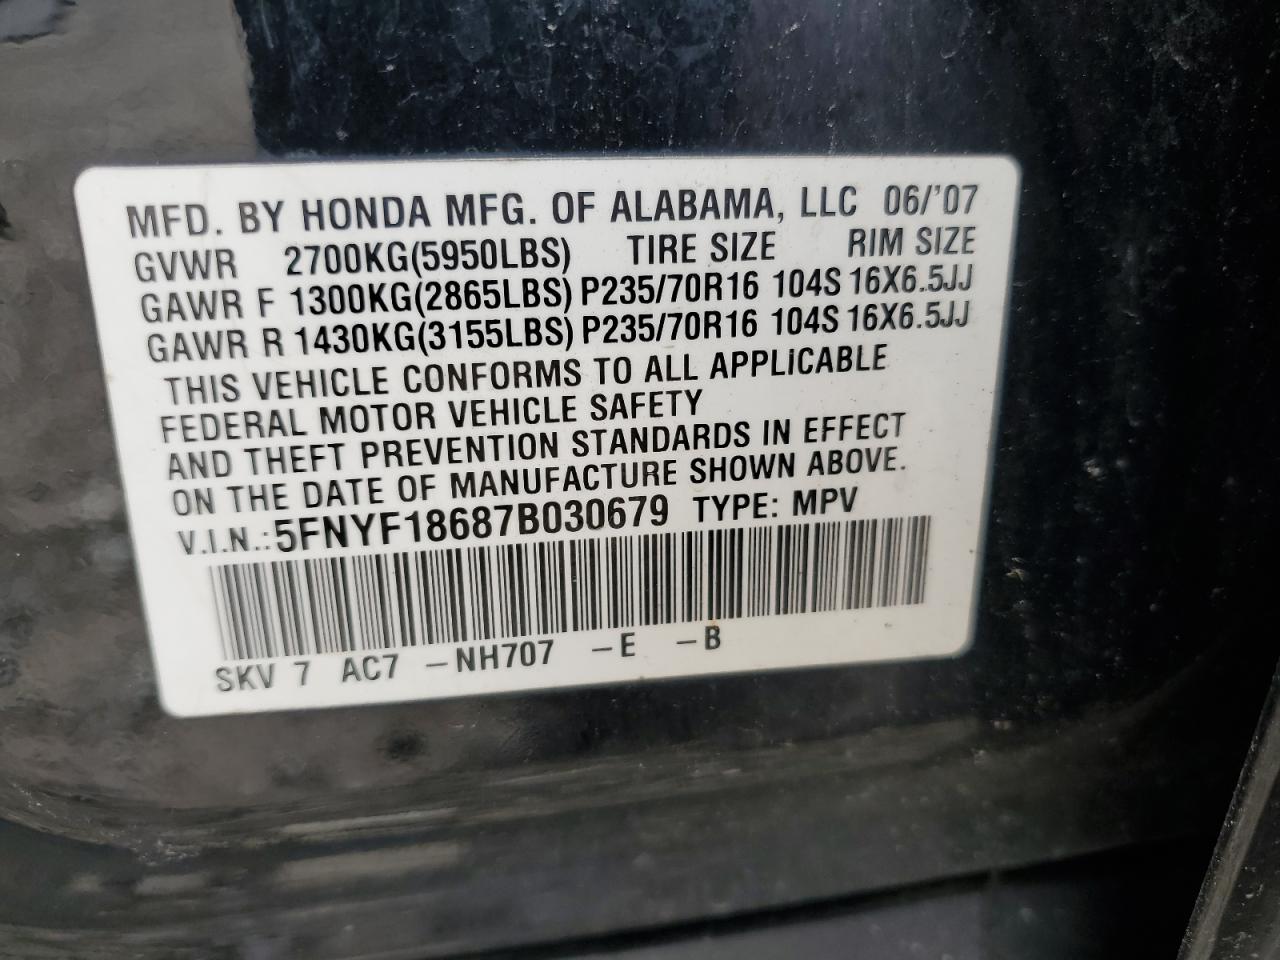 MFD. BY HONDA MFG. OF ALABAMA, LLC 06/'07
GVWR 2700KG(5950LBS) TIRE SIZE RIM SIZE
GAWR F 1300KG(2865LBS) P235/70R16 104S 16X6.5JJ
GAWR R 1430KG(3155LBS) P235/70R16 104S 16X6.5JJ
THIS VEHICLE CONFORMS TO ALL APPLICABLE
FEDERAL MOTOR VEHICLE SAFETY
AND THEFT PREVENTION STANDARDS IN EFFECT
ON THE DATE OF MANUFACTURE SHOWN ABOVE.
V.I.N.: 5FNYF18687B030679 TYPE: MPV
SKV 7 AC7 -NH707 -E -B